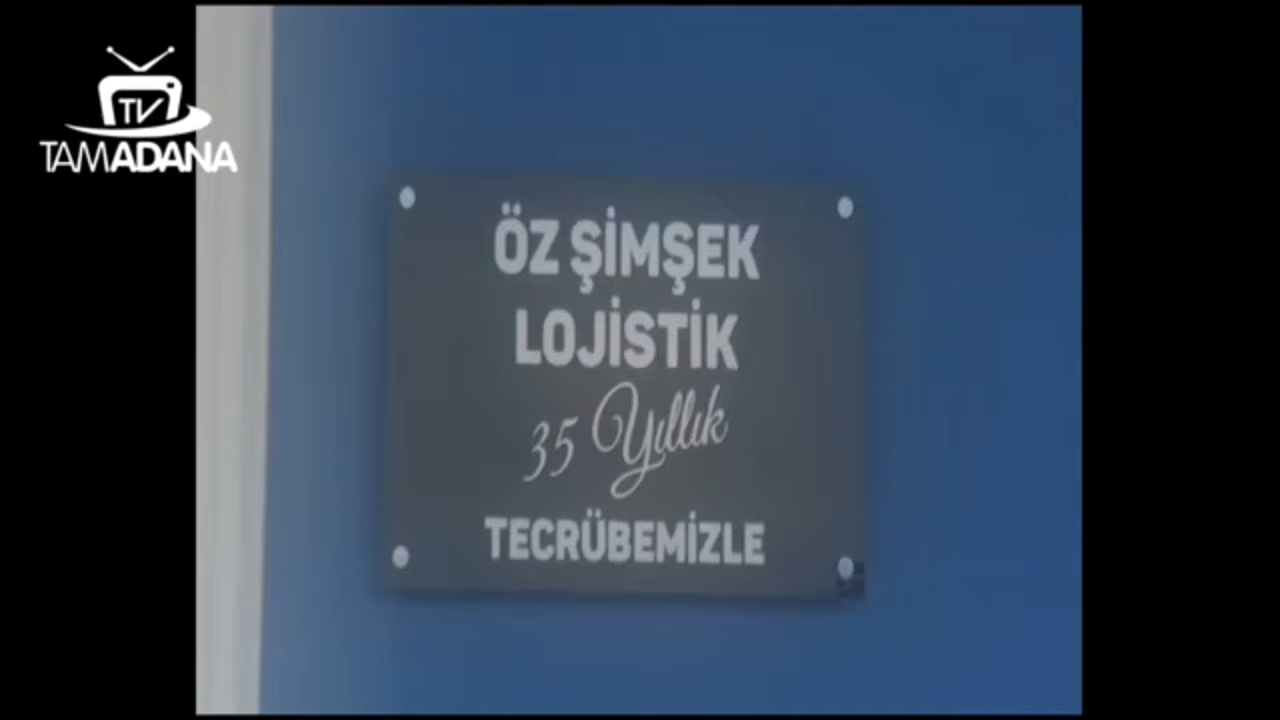 TV
TAMADANA
ÖZ ŞİMŞEK
LOJİSTİK
35 Yıllık
TECRÜBEMİZLE